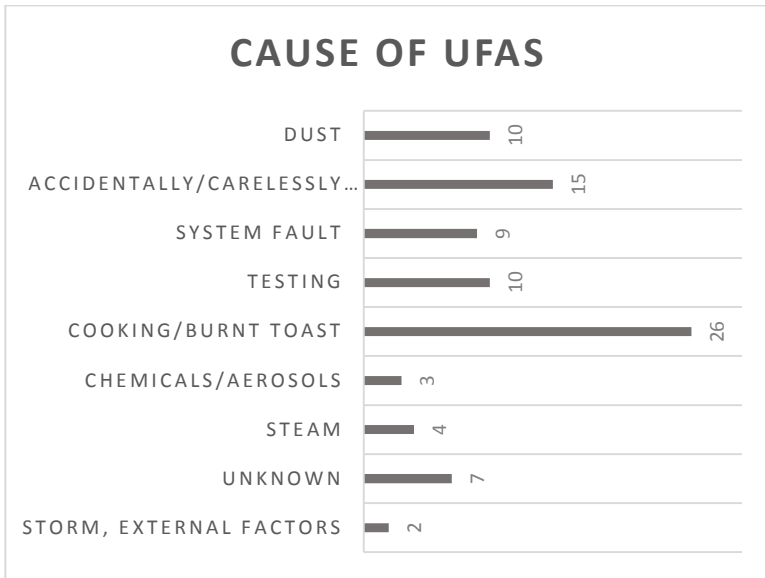 CAUSE OF UFAS
DUST 10
ACCIDENTALLY/CARELESSLY… 15
SYSTEM FAULT 9
TESTING 10
COOKING/BURNT TOAST 26
CHEMICALS/AEROSOLS 3
STEAM 4
UNKNOWN 7
STORM, EXTERNAL FACTORS 2